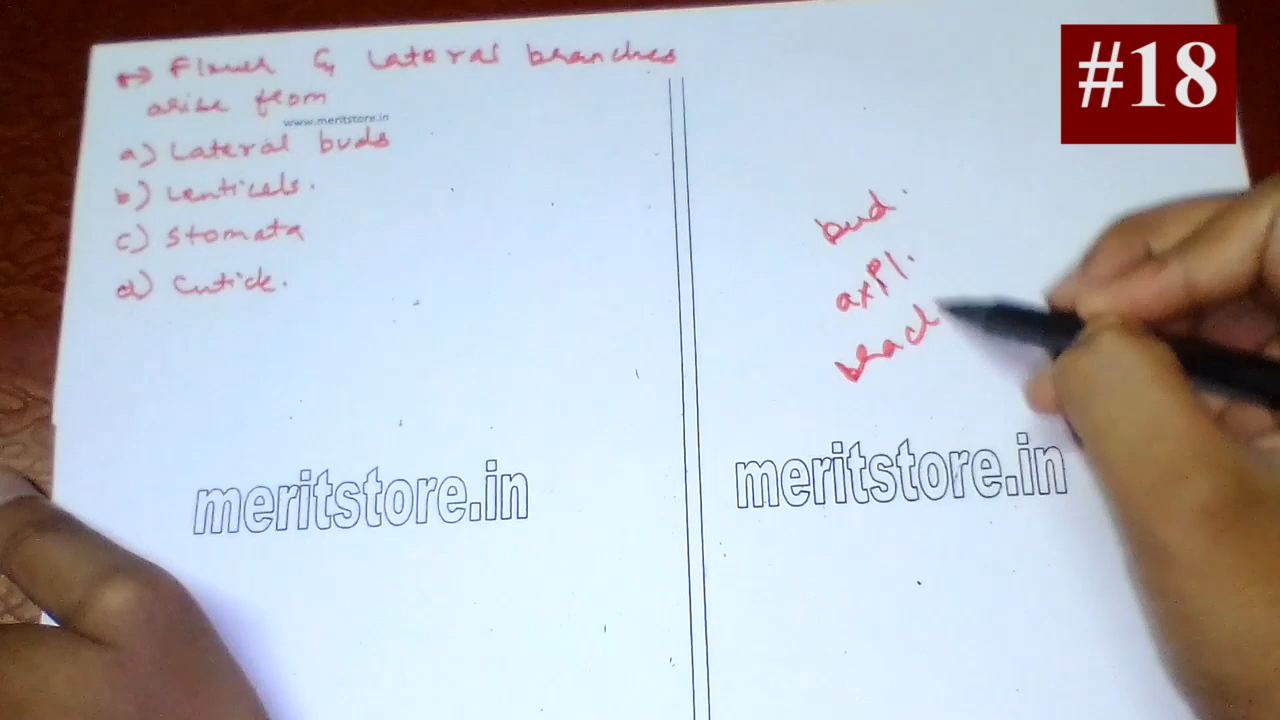 #18
→ Flower & Lateral branches
arise from
www.meritstore.in
a) Lateral buds
b) Lenticels.
c) Stomata
d) Cuticle.
bud.
axil.
brach
meritstore.in
meritstore.in